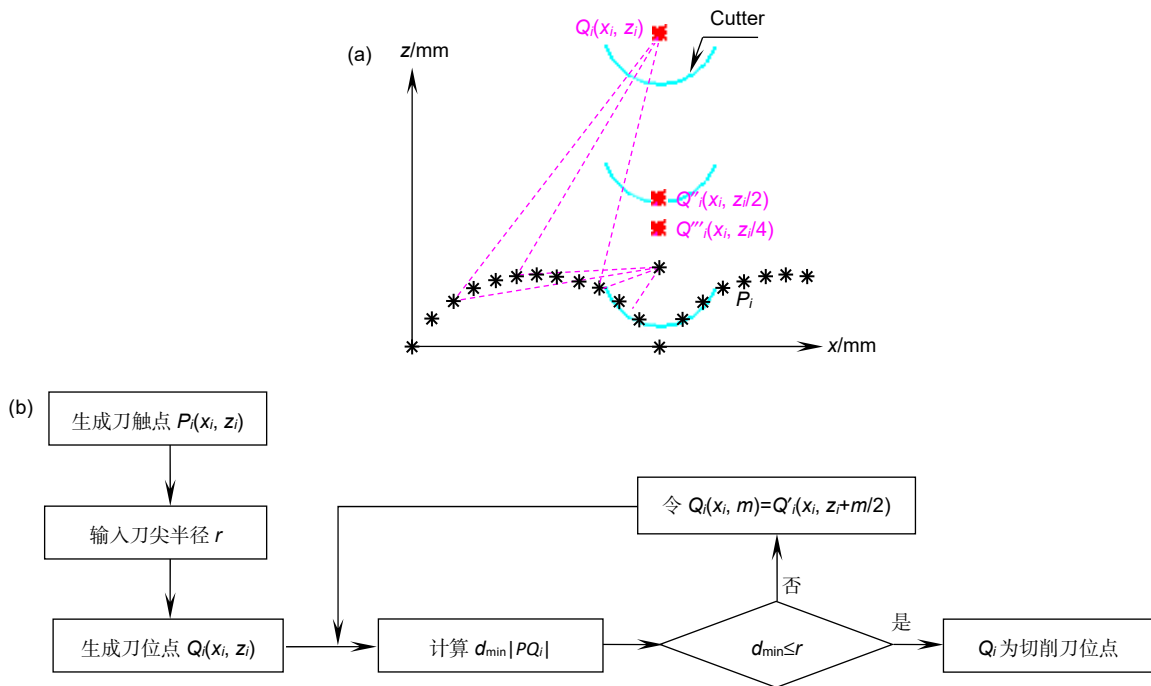 (a)
z/mm
Qi(xi, zi)
Cutter
Q″i(xi, zi/2)
Q‴i(xi, zi/4)
Pi
x/mm
(b)
生成刀触点 Pi(xi, zi)
输入刀尖半径 r
生成刀位点 Qi(xi, zi)
计算 dmin|PQi|
令 Qi(xi, m)=Q′i(xi, zi+m/2)
否
dmin≤r
是
Qi 为切削刀位点